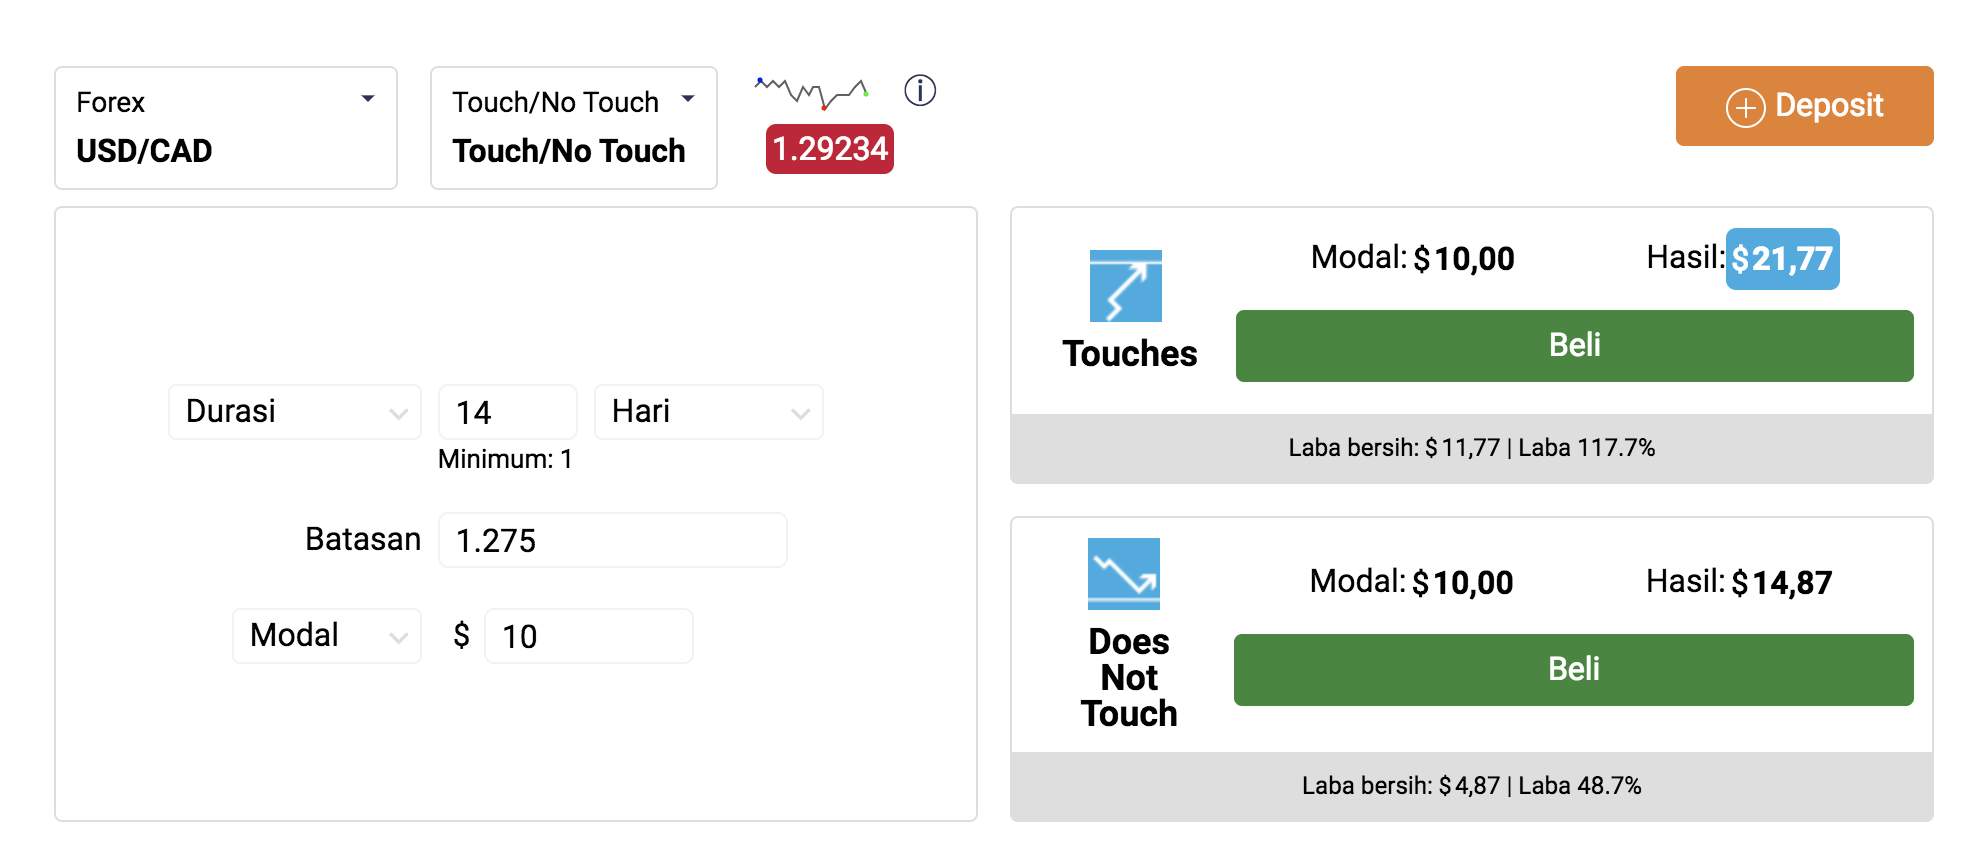 Forex
USD/CAD
Touch/No Touch
Touch/No Touch
1.29234
Deposit
Durasi
14
Hari
Minimum: 1
Batasan
1.275
Modal
$
10
Modal: $10,00
Hasil: $21,77
Touches
Beli
Laba bersih: $11,77 | Laba 117.7%
Modal: $10,00
Hasil: $14,87
Does
Not
Touch
Beli
Laba bersih: $4,87 | Laba 48.7%